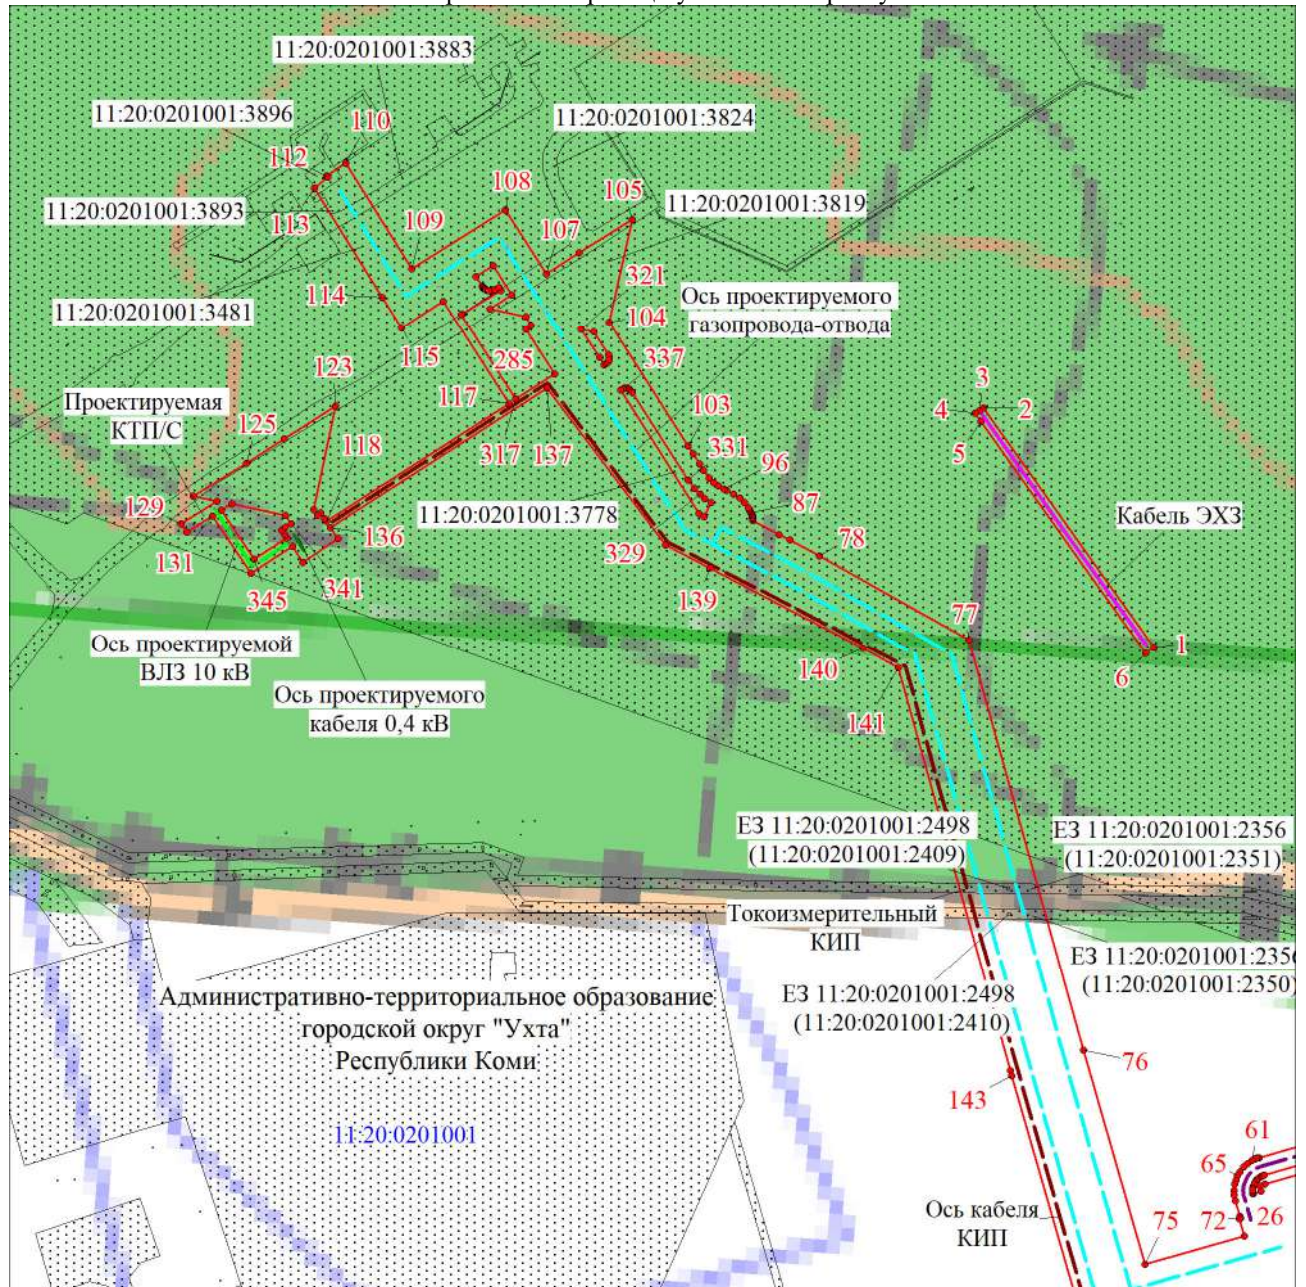 11:20:0201001:3883
11:20:0201001:3896
110
11:20:0201001:3824
112
108
105
11:20:0201001:3819
11:20:0201001:3893
113
109
107
321
Ось проектируемого
газопровода-отвода
114
104
11:20:0201001:3481
115
285
337
123
117
3
4
2
Проектируемая
КТП/С
103
5
125
118
317
137
331
96
129
11:20:0201001:3778
87
Кабель ЭХЗ
136
78
131
329
341
345
139
77
Ось проектируемой
ВЛЗ 10 кВ
1
140
6
Ось проектируемого
кабеля 0,4 кВ
141
ЕЗ 11:20:0201001:2498
(11:20:0201001:2409)
ЕЗ 11:20:0201001:2356
(11:20:0201001:2351)
Токоизмерительный
КИП
ЕЗ 11:20:0201001:2356
(11:20:0201001:2350)
Административно-территориальное образование
городской округ "Ухта"
Республики Коми
ЕЗ 11:20:0201001:2498
(11:20:0201001:2410)
76
143
11:20:0201001
61
65
Ось кабеля
КИП
72
26
75